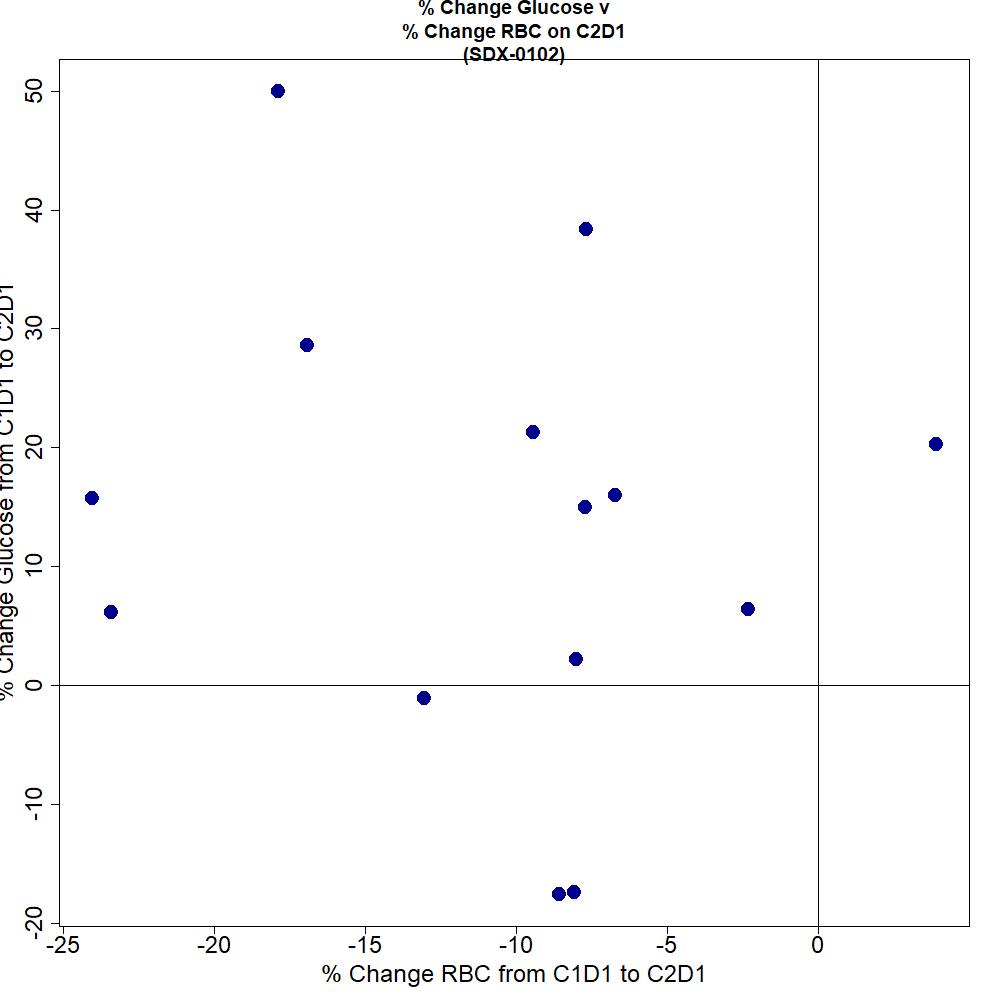 % Change Glucose v
% Change RBC on C2D1
(SDX-0102)
% Change Glucose from C1D1 to C2D1
50
40
30
20
10
0
-10
-20
-25 -20 -15 -10 -5 0
% Change RBC from C1D1 to C2D1